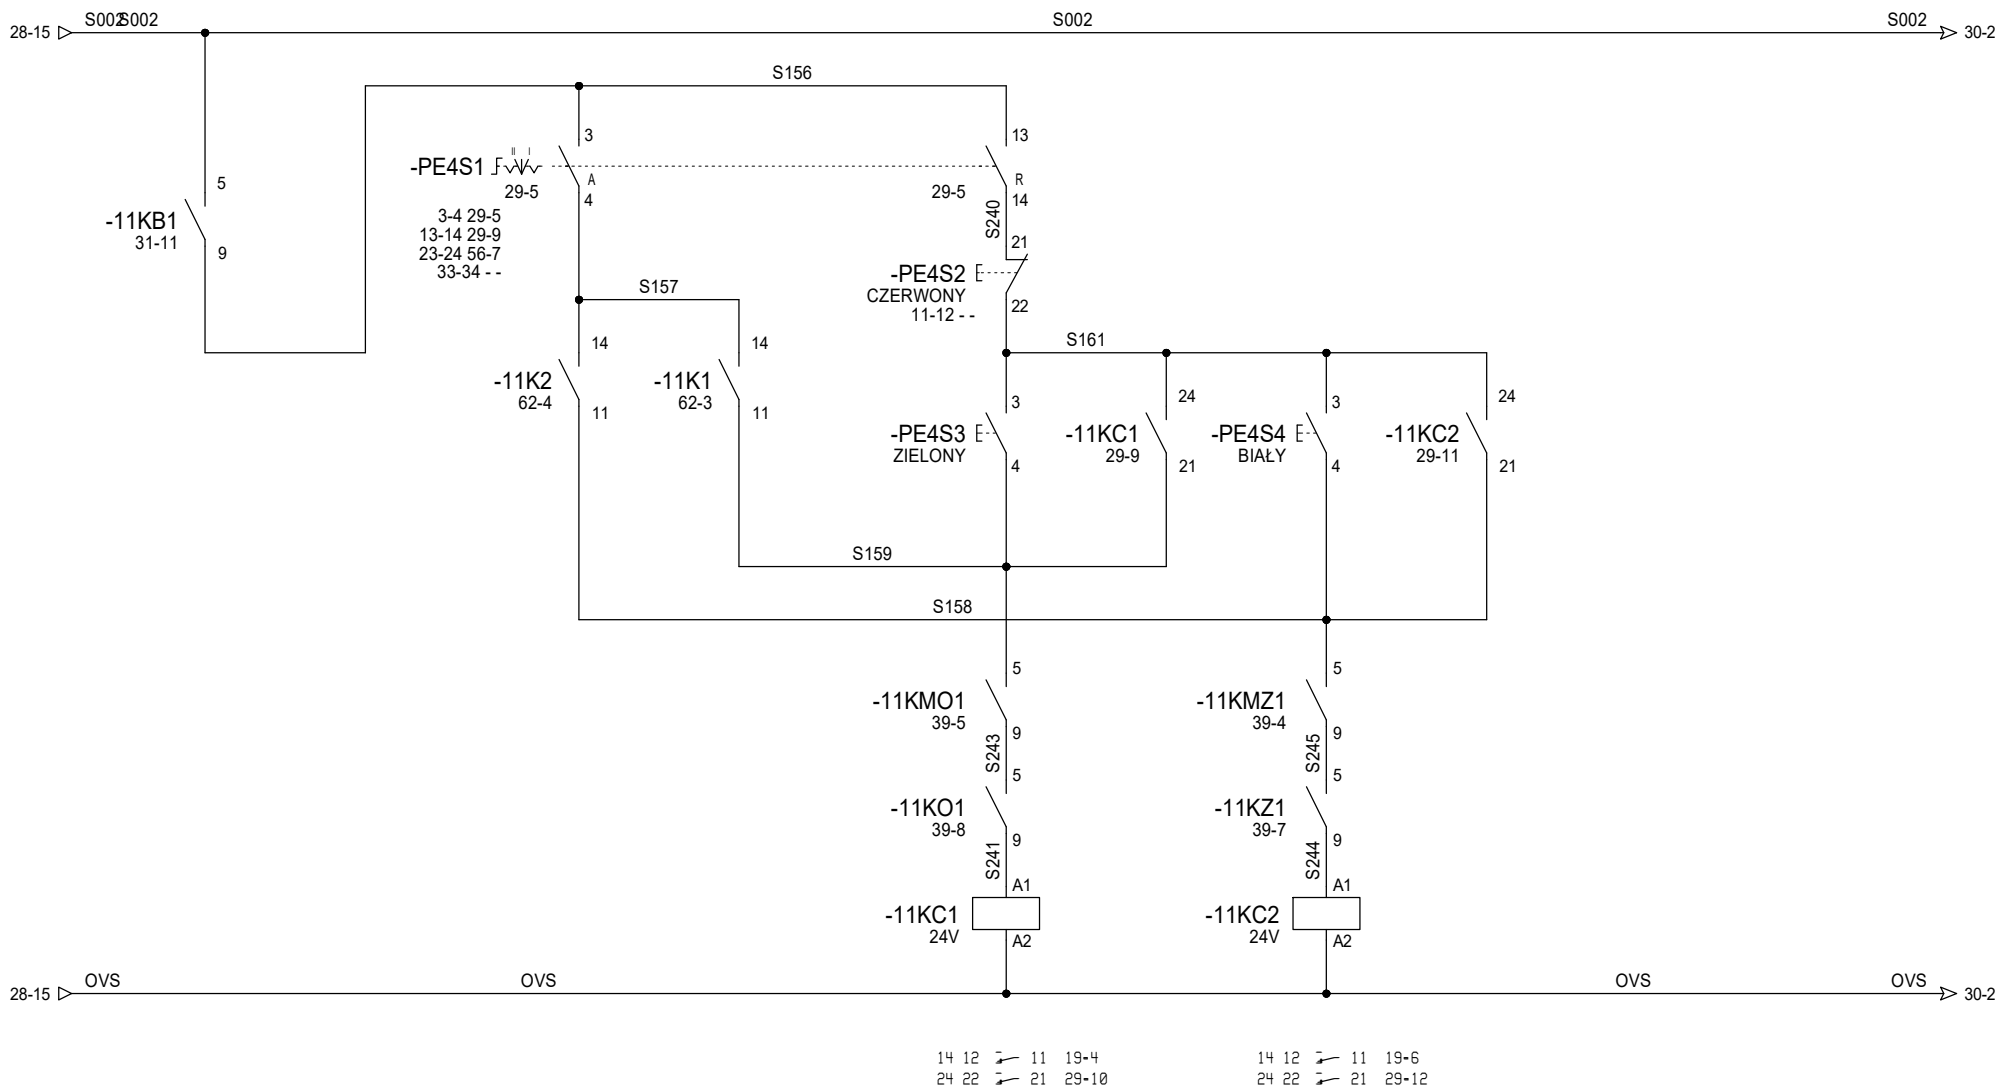 S002 S002 S002 S002
28-15 30-2
S156
3 13
-PE4S1 II I A R
29-5 29-5
4 14
5
3-4 29-5
13-14 29-9
23-24 56-7
33-34 - -
S240
-11KB1
31-11
9
21
-PE4S2
CZERWONY
11-12 - -
22
S157
S161
14 14
-11K2 -11K1
62-4 62-3
11 11
3 24 3 24
-PE4S3 -11KC1 -PE4S4 -11KC2
ZIELONY 29-9 BIAŁY 29-11
4 21 4 21
S159
S158
5 5
-11KMO1 -11KMZ1
39-5 39-4
9 9
S243 S245
5 5
-11KO1 -11KZ1
39-8 39-7
9 9
S241 S244
A1 A1
-11KC1 -11KC2
24V 24V
A2 A2
OVS OVS OVS OVS
28-15 30-2
14 12 11 19-4 14 12 11 19-6
24 22 21 29-10 24 22 21 29-12